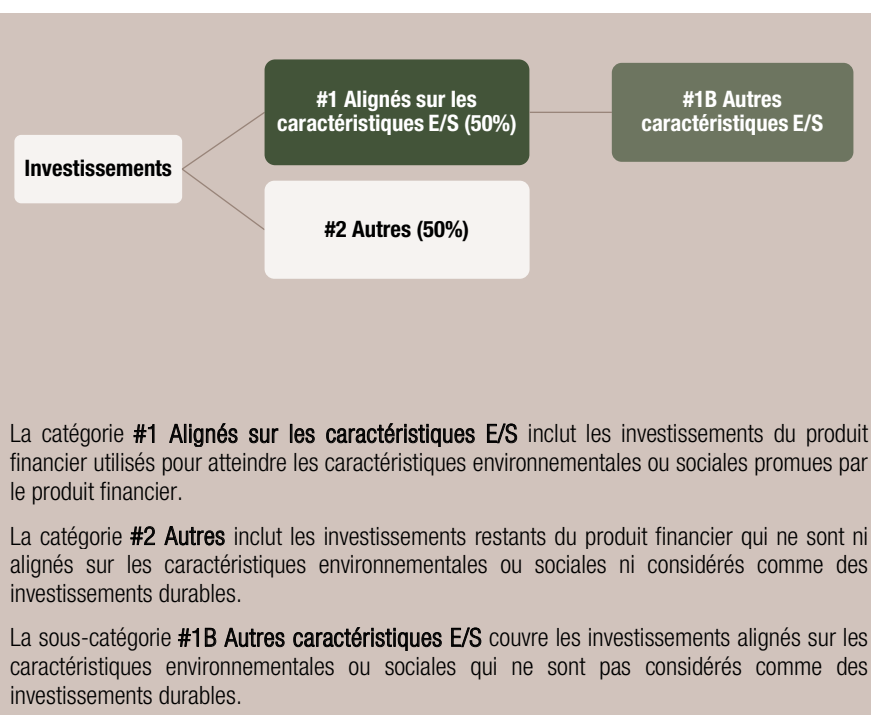 #1 Alignés sur les
caractéristiques E/S (50%)
#1B Autres
caractéristiques E/S
Investissements
#2 Autres (50%)
La catégorie #1 Alignés sur les caractéristiques E/S inclut les investissements du produit
financier utilisés pour atteindre les caractéristiques environnementales ou sociales promues par
le produit financier.
La catégorie #2 Autres inclut les investissements restants du produit financier qui ne sont ni
alignés sur les caractéristiques environnementales ou sociales ni considérés comme des
investissements durables.
La sous-catégorie #1B Autres caractéristiques E/S couvre les investissements alignés sur les
caractéristiques environnementales ou sociales qui ne sont pas considérés comme des
investissements durables.